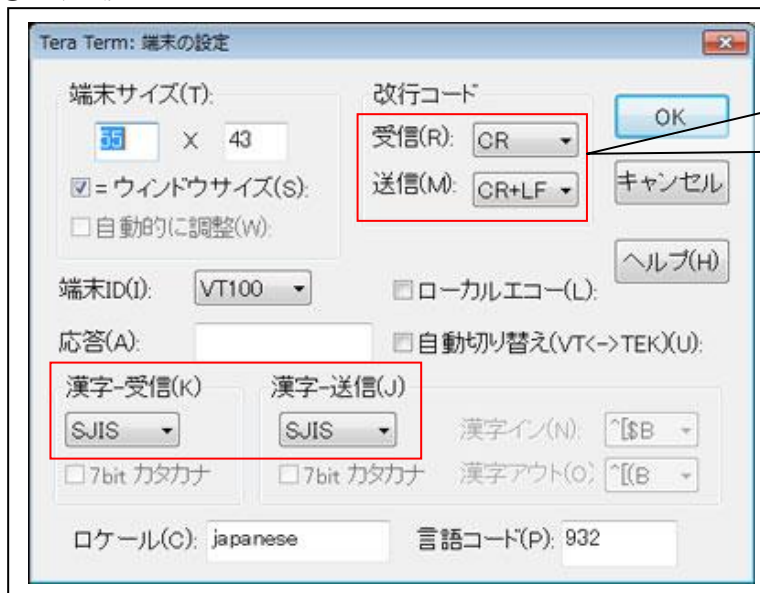 Tera Term: 端末の設定
端末サイズ(T):
55 X 43
☑= ウィンドウサイズ(S):
自動的に調整(W):
改行コード
受信(R): CR
送信(M): CR+LF
OK
キャンセル
ヘルプ(H)
端末ID(I): VT100
ローカルエコー(L):
応答(A):
自動切り替え(VT<->TEK)(U):
漢字-受信(K)
SJIS
7bit カタカナ
漢字-送信(J)
SJIS
7bit カタカナ
漢字イン(N): ^[$B
漢字アウト(O): ^[(B
ロケール(C): japanese
言語コード(P): 932